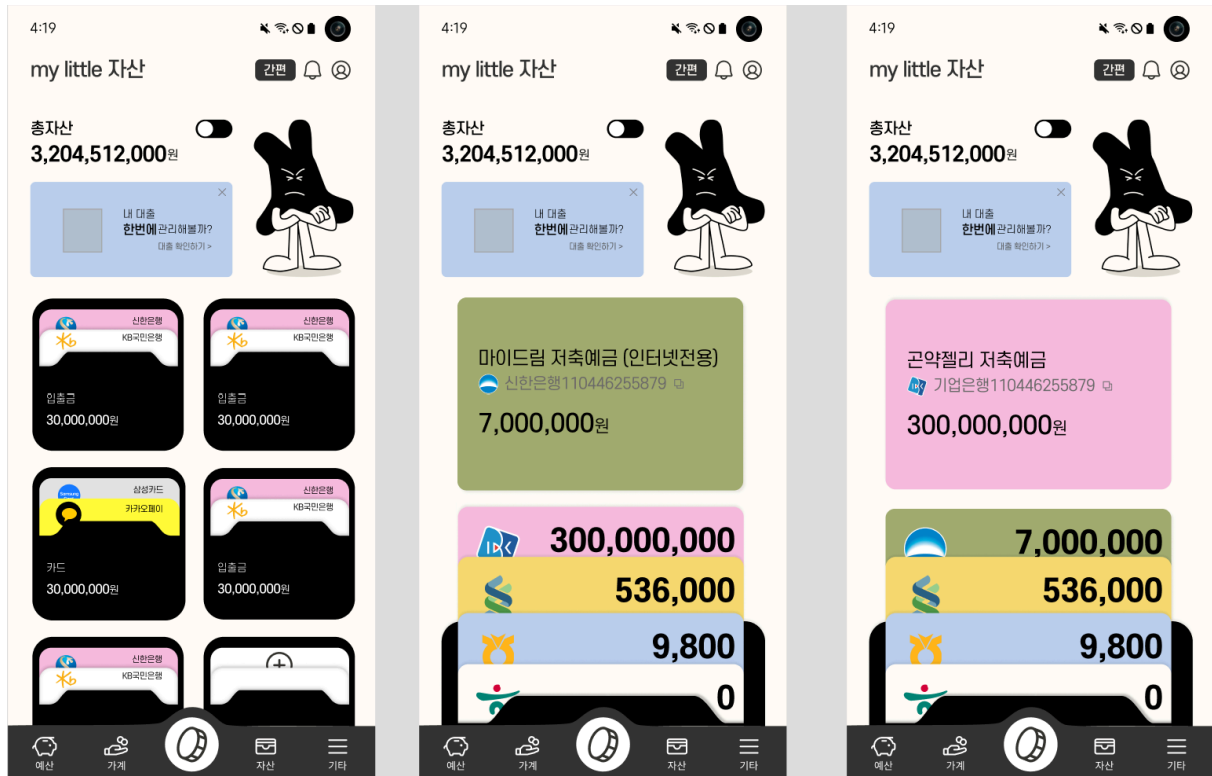 4:19
my little 자산
간편
총자산
3,204,512,000원
내 대출
한번에 관리해볼까?
대출 확인하기 >
신한은행
KB국민은행
입출금
30,000,000원
신한은행
KB국민은행
입출금
30,000,000원
삼성카드
카카오페이
카드
30,000,000원
신한은행
KB국민은행
입출금
30,000,000원
신한은행
KB국민은행
예산
가계
자산
기타
4:19
my little 자산
간편
총자산
3,204,512,000원
내 대출
한번에 관리해볼까?
대출 확인하기 >
마이드림 저축예금 (인터넷전용)
신한은행110446255879
7,000,000원
300,000,000
536,000
9,800
0
예산
가계
자산
기타
4:19
my little 자산
간편
총자산
3,204,512,000원
내 대출
한번에 관리해볼까?
대출 확인하기 >
곤약젤리 저축예금
기업은행110446255879
300,000,000원
7,000,000
536,000
9,800
0
예산
가계
자산
기타